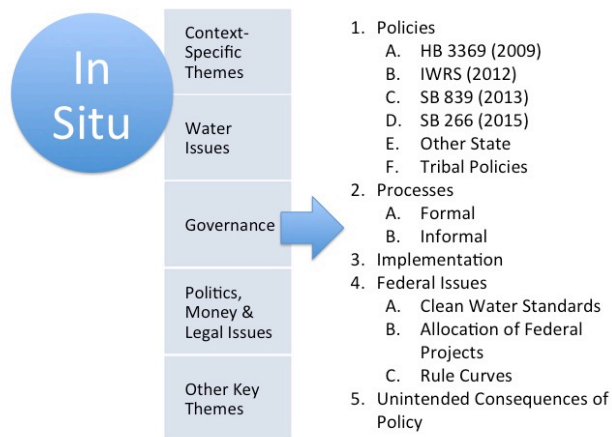 In
Situ
Context-
Specific
Themes
Water
Issues
Governance
Politics,
Money &
Legal Issues
Other Key
Themes
1. Policies
A. HB 3369 (2009)
B. IWRS (2012)
C. SB 839 (2013)
D. SB 266 (2015)
E. Other State
F. Tribal Policies
2. Processes
A. Formal
B. Informal
3. Implementation
4. Federal Issues
A. Clean Water Standards
B. Allocation of Federal
Projects
C. Rule Curves
5. Unintended Consequences of
Policy